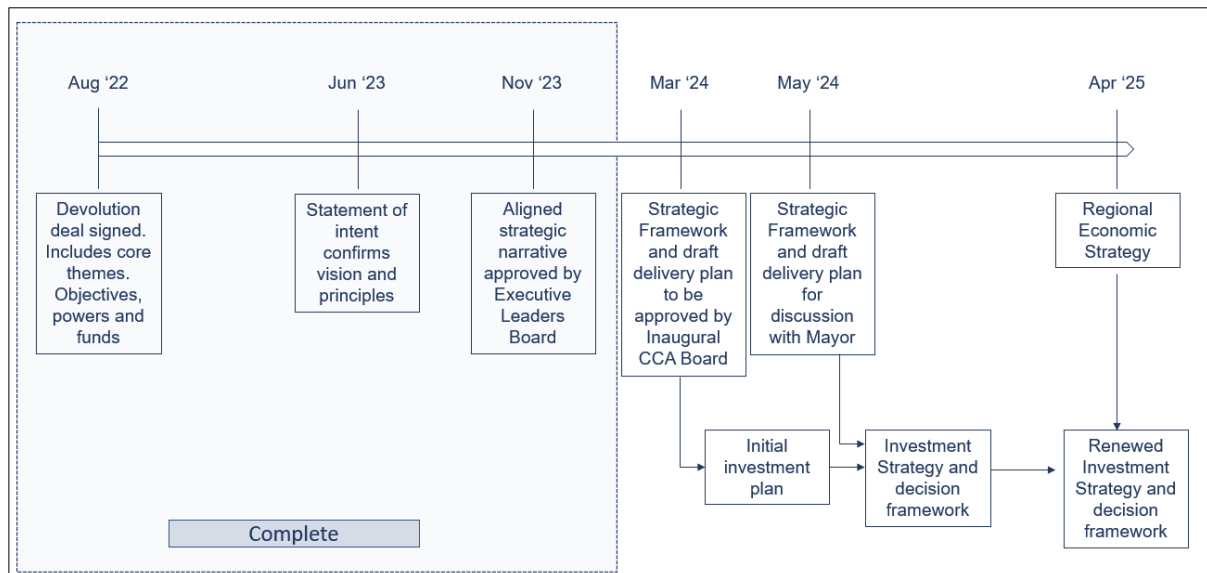 Aug ‘22
Jun ‘23
Nov ‘23
Mar ‘24
May ‘24
Apr ‘25
Devolution
deal signed.
Includes core
themes.
Objectives,
powers and
funds
Statement of
intent
confirms
vision and
principles
Aligned
strategic
narrative
approved by
Executive
Leaders
Board
Strategic
Framework
and draft
delivery plan
to be
approved by
Inaugural
CCA Board
Strategic
Framework
and draft
delivery plan
for
discussion
with Mayor
Regional
Economic
Strategy
Initial
investment
plan
Investment
Strategy and
decision
framework
Renewed
Investment
Strategy and
decision
framework
Complete